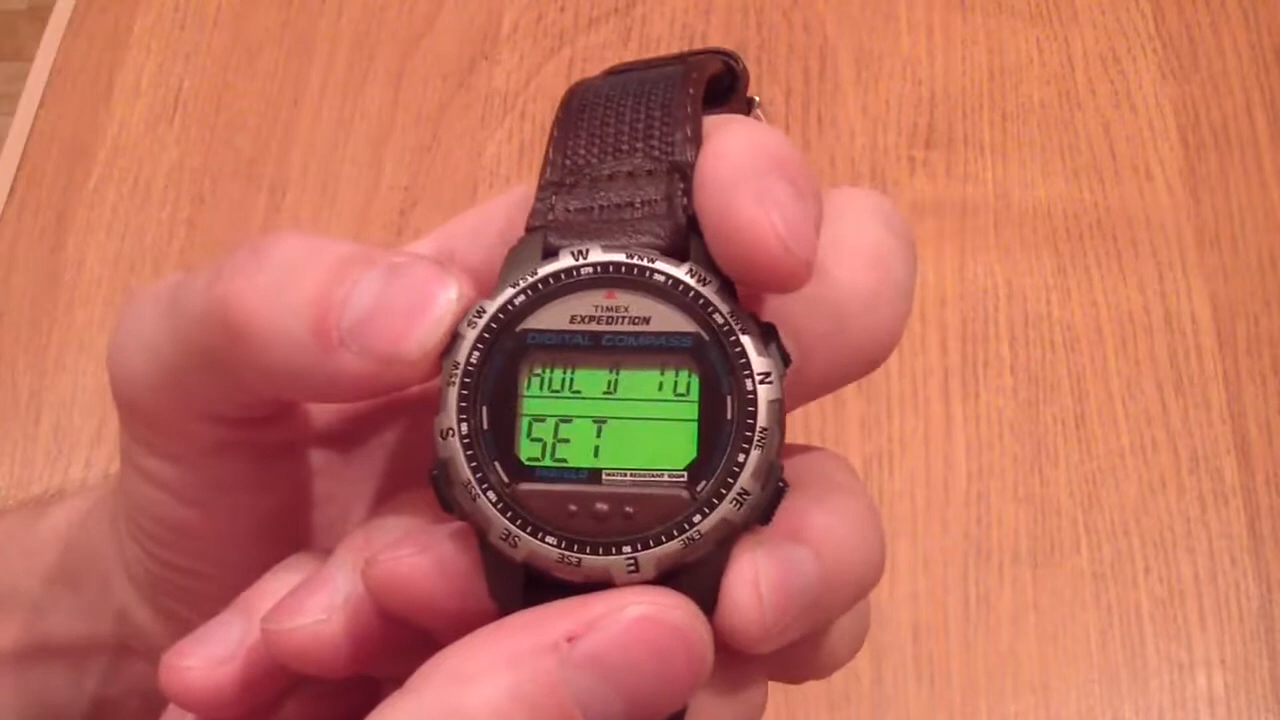 W WNW NW NNW N NNE NE ENE E ESE SE SSE S SSW SW WSW
TIMEX
EXPEDITION
DIGITAL COMPASS
HOLD TO
SET
INDIGLO WATER RESISTANT 100M